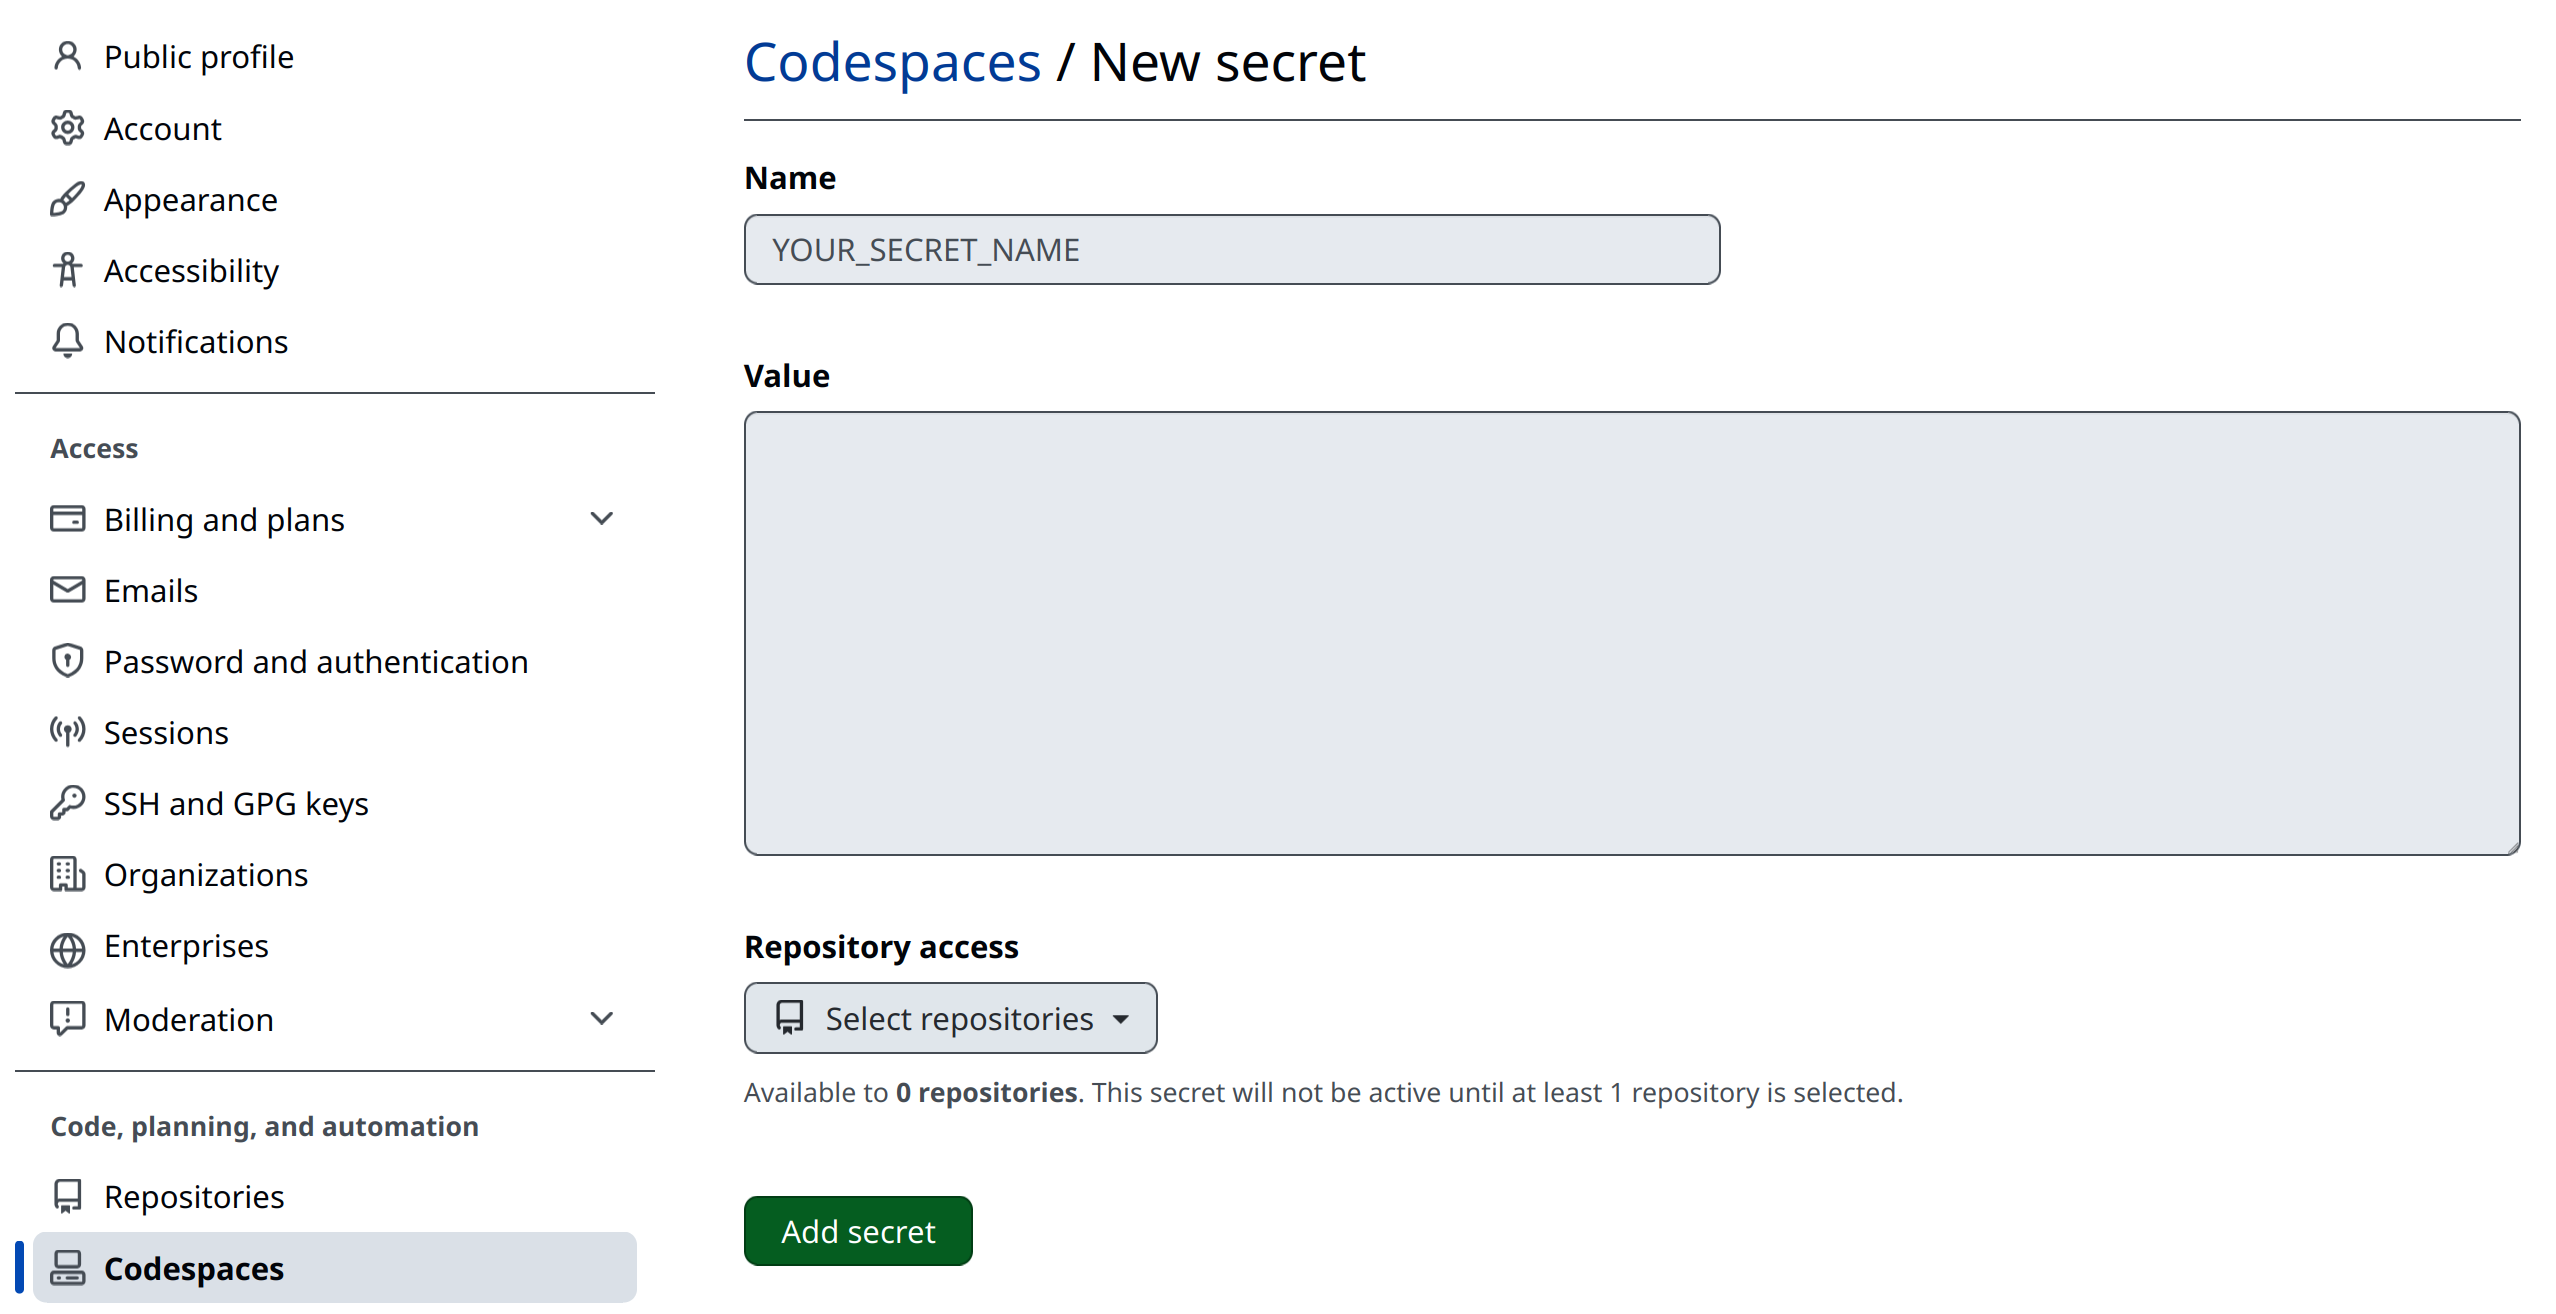 Public profile
Account
Appearance
Accessibility
Notifications
Access
Billing and plans
Emails
Password and authentication
Sessions
SSH and GPG keys
Organizations
Enterprises
Moderation
Code, planning, and automation
Repositories
Codespaces
Codespaces / New secret
Name
YOUR_SECRET_NAME
Value
Repository access
Select repositories
Available to 0 repositories. This secret will not be active until at least 1 repository is selected.
Add secret